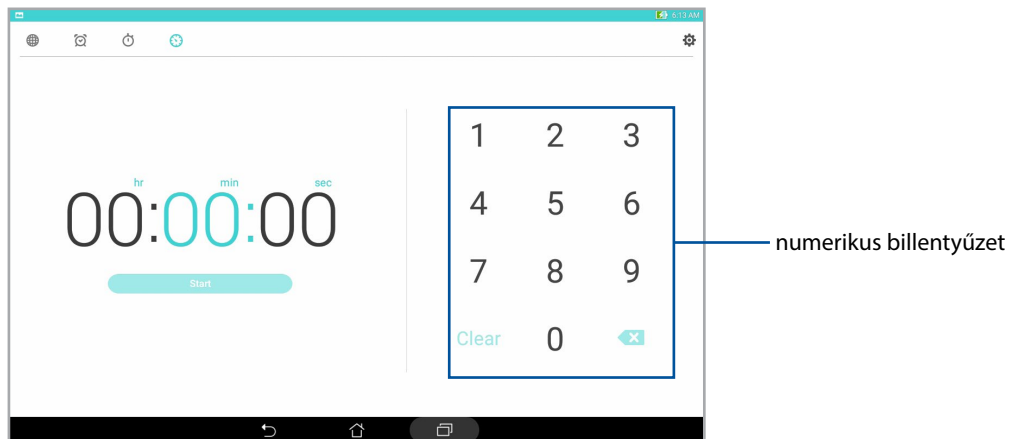 6:13 AM
hr min sec
00:00:00
Start
1 2 3
4 5 6
7 8 9
Clear 0
numerikus billentyűzet